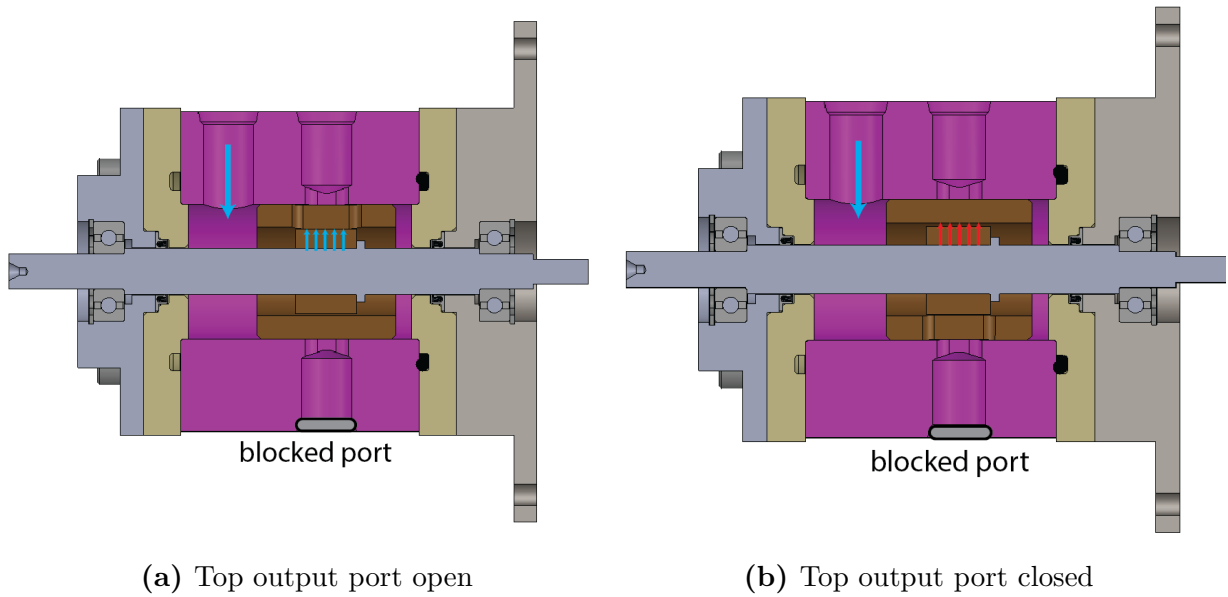 blocked port
blocked port
(a) Top output port open
(b) Top output port closed